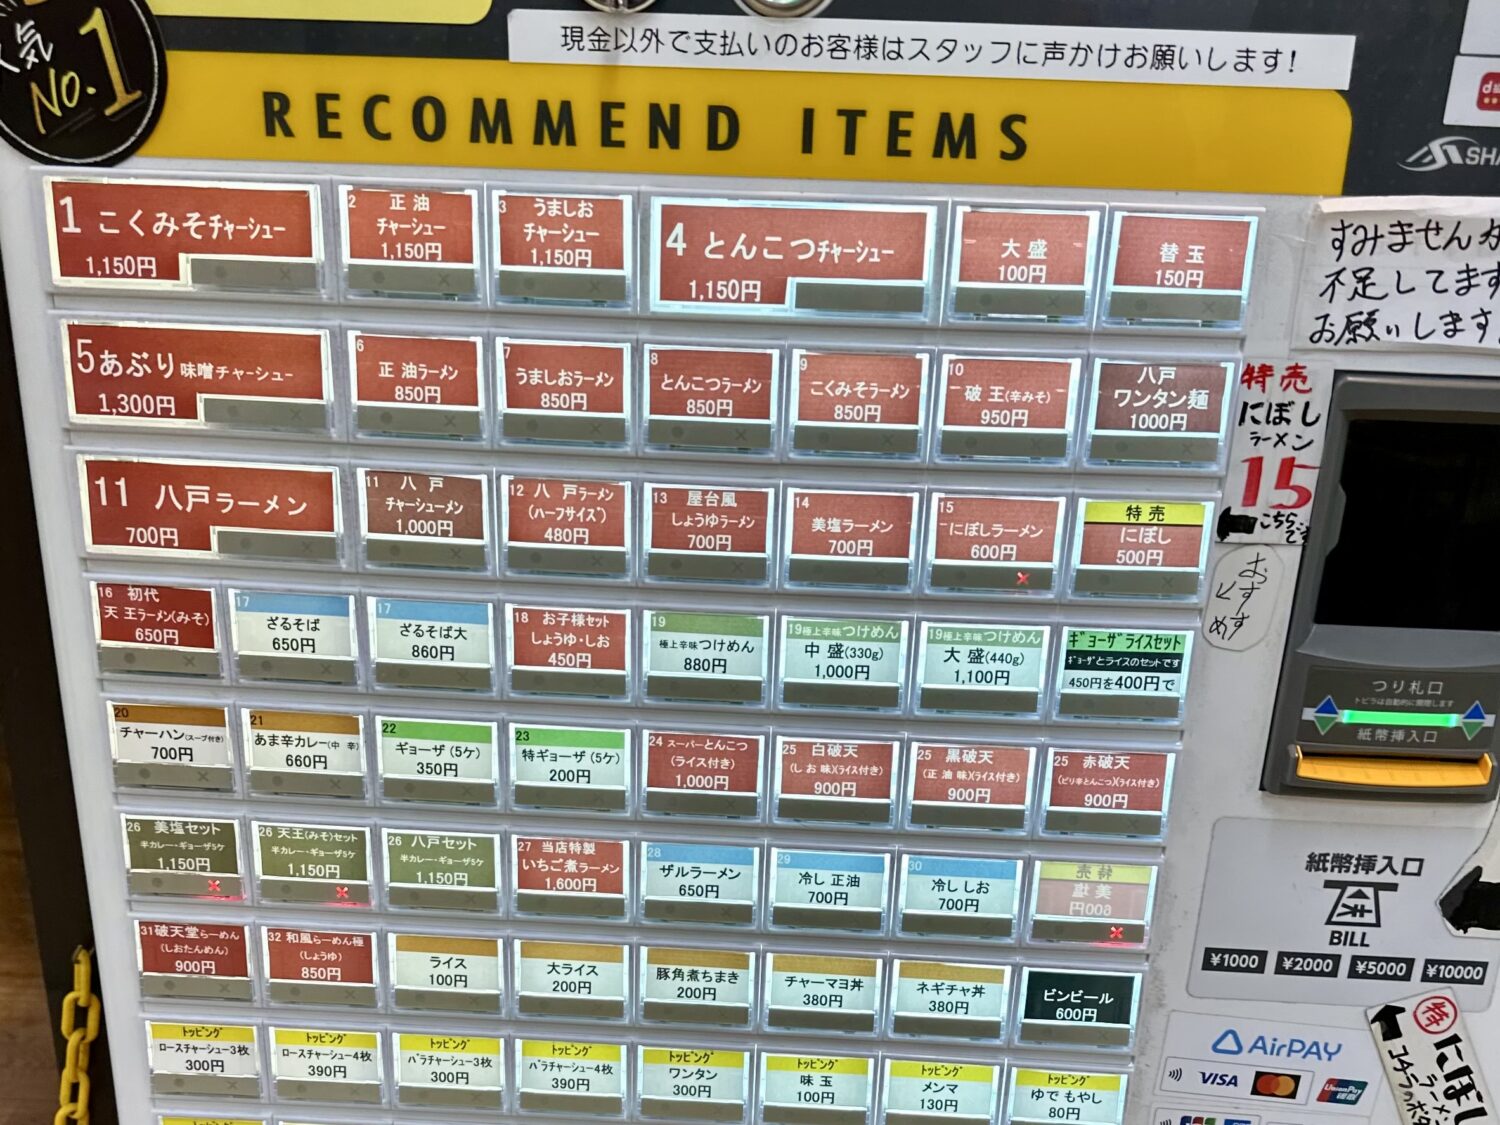 人気
No.1
現金以外で支払いのお客様はスタッフに声かけお願いします!
RECOMMEND ITEMS
1 こくみそチャーシュー
1,150円
2 正油
チャーシュー
1,150円
3 うましお
チャーシュー
1,150円
4 とんこつチャーシュー
1,150円
大盛
100円
替玉
150円
5 あぶり味噌チャーシュー
1,300円
6 正油ラーメン
850円
7 うましおラーメン
850円
8 とんこつラーメン
850円
9 こくみそラーメン
850円
10 破王(辛みそ)
950円
八戸
ワンタン麺
1000円
11 八戸ラーメン
700円
11 八戸
チャーシューメン
1,000円
12 八戸ラーメン
(ハーフサイズ)
480円
13 屋台風
しょうゆラーメン
700円
14 美塩ラーメン
700円
15 にぼしラーメン
600円
特売
にぼし
500円
16 初代
天王ラーメン(みそ)
650円
17
ざるそば
650円
17
ざるそば大
860円
18 お子様セット
しょうゆ・しお
450円
19
極上辛味つけめん
880円
19極上辛味つけめん
中盛(330g)
1,000円
19極上辛味つけめん
大盛(440g)
1,100円
ギョーザライスセット
ギョーザとライスのセットです
450円を400円で
20
チャーハン(スープ付き)
700円
21
あま辛カレー(中辛)
660円
22
ギョーザ(5ケ)
350円
23
特ギョーザ(5ケ)
200円
24 スーパーとんこつ
(ライス付き)
1,000円
25 白破天
(しお味)(ライス付き)
900円
25 黒破天
(正油味)(ライス付き)
900円
25 赤破天
(ピリ辛とんこつ)(ライス付き)
900円
26 美塩セット
半カレー・ギョーザ5ケ
1,150円
26 天王(みそ)セット
半カレー・ギョーザ5ケ
1,150円
26 八戸セット
半カレー・ギョーザ5ケ
1,150円
27 当店特製
いちご煮ラーメン
1,600円
28
ザルラーメン
650円
29
冷し正油
700円
30
冷ししお
700円
特売
美塩
600円
31破天堂らーめん
(しおたんめん)
900円
32 和風らーめん極
(しょうゆ)
850円
ライス
100円
大ライス
200円
豚角煮ちまき
200円
チャーマヨ丼
380円
ネギチャ丼
380円
ビンビール
600円
トッピング
ロースチャーシュー3枚
300円
トッピング
ロースチャーシュー4枚
390円
トッピング
バラチャーシュー3枚
300円
トッピング
バラチャーシュー4枚
390円
トッピング
ワンタン
300円
トッピング
味玉
100円
トッピング
メンマ
130円
トッピング
ゆでもやし
80円
トッピング
すみませんが
不足してます
お願いします
特売
にぼし
ラーメン
15
こちらです
おすすめ
つり札口
トビラは自動的に開閉します
紙幣挿入口
紙幣挿入口
BILL
¥1000 ¥2000 ¥5000 ¥10000
AirPAY
VISA
UnionPay
特
にぼし
ラーメン